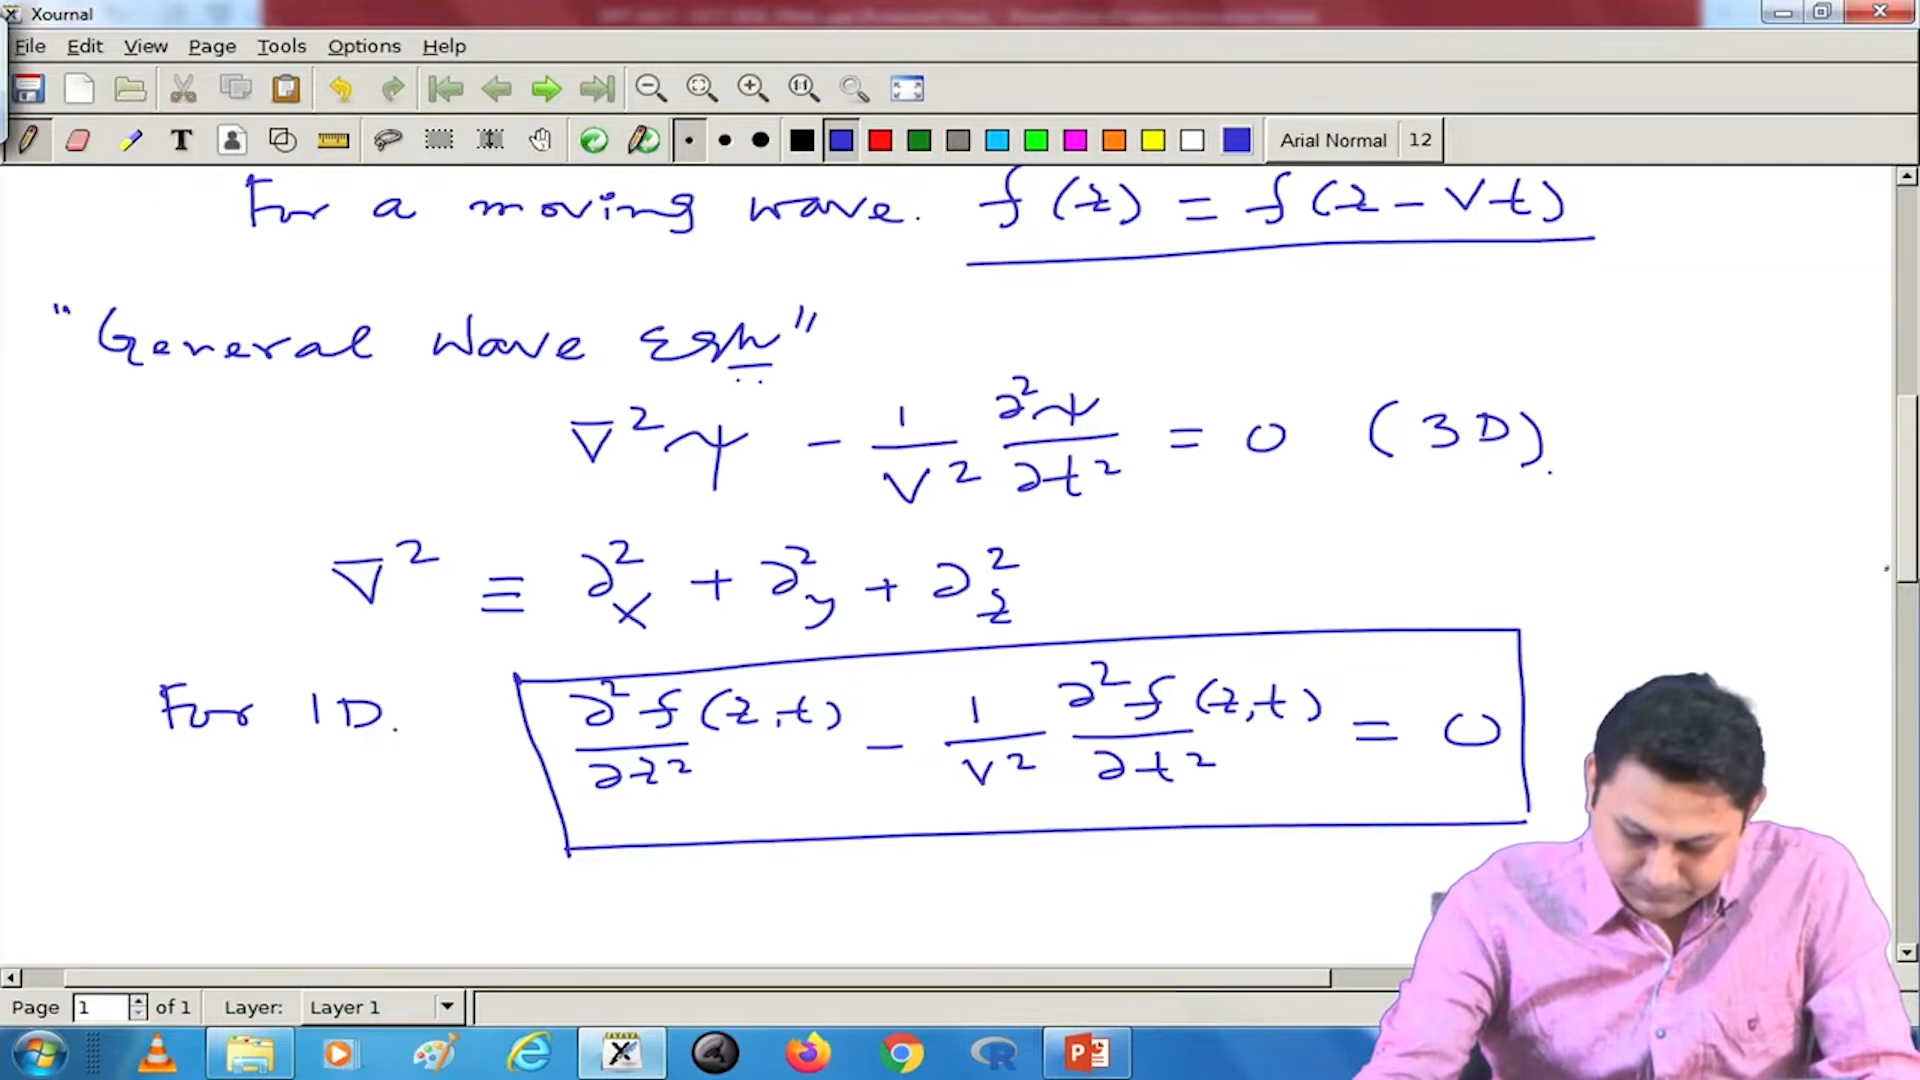 Xournal
File Edit View Page Tools Options Help
Arial Normal 12
For a moving wave. f(z) = f(z - vt)
"General Wave Eqn"
∇²ψ - 1/v² ∂²ψ/∂t² = 0 (3D).
∇² ≡ ∂²x + ∂²y + ∂²z
For 1D. ∂²f(z,t)/∂z² - 1/v² ∂²f(z,t)/∂t² = 0
Page 1 of 1 Layer: Layer 1